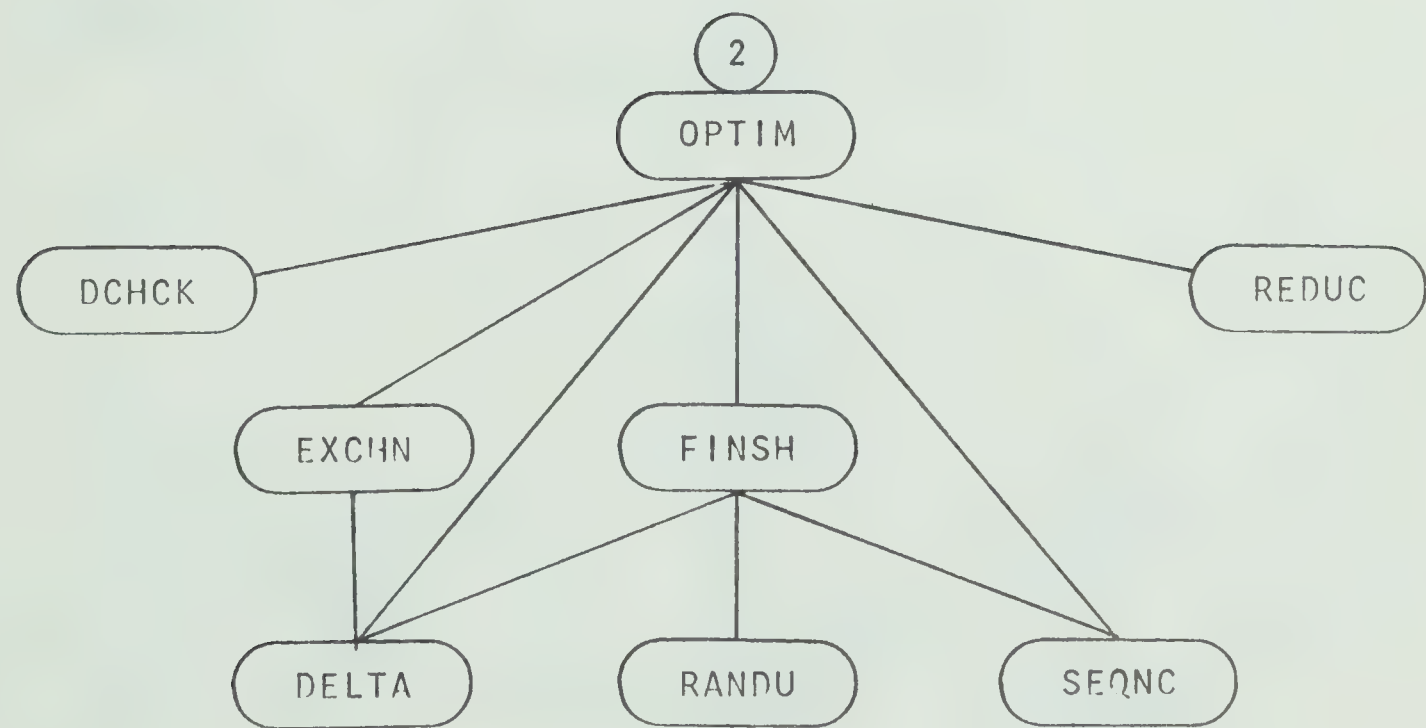 2
OPTIM
DCHCK
REDUC
EXCHN
FINSH
DELTA
RANDU
SEQNC